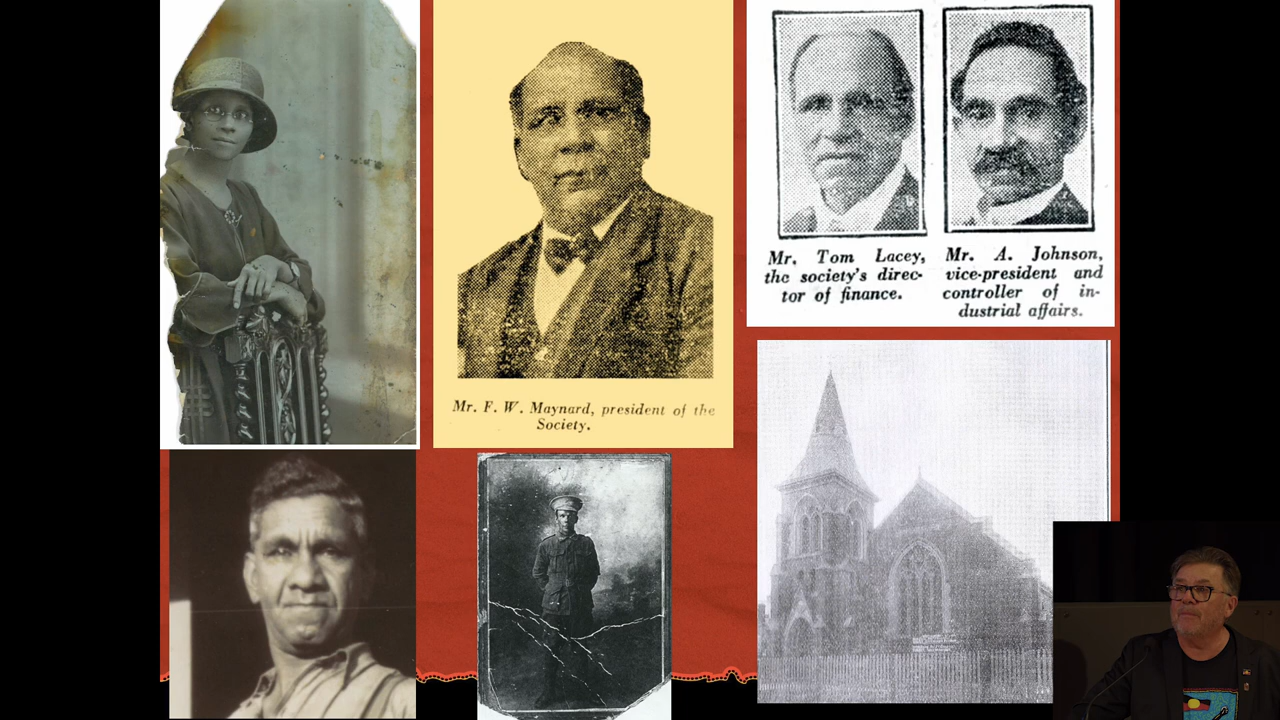 Mr. F. W. Maynard, president of the
Society.
Mr. Tom Lacey,
the society's direc-
tor of finance.
Mr. A. Johnson,
vice-president and
controller of in-
dustrial affairs.